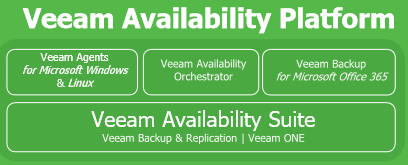 Veeam Availability Platform
Veeam Agents
for Microsoft Windows
& Linux
Veeam Availability
Orchestrator
Veeam Backup
for Microsoft Office 365
Veeam Availability Suite
Veeam Backup & Replication | Veeam ONE